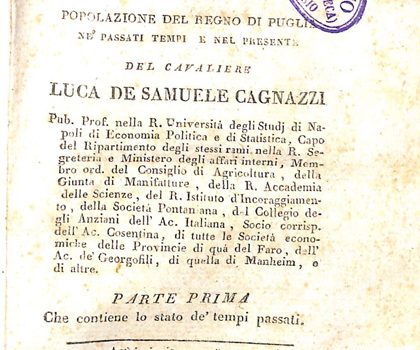 POPOLAZIONE DEL REGNO DI PUGLIA
NE' PASSATI TEMPI E NEL PRESENTE
DEL CAVALIERE
LUCA DE SAMUELE CAGNAZZI
Pub. Prof. nella R. Università degli Studj di Na-
poli di Economia Politica e di Statistica, Capo
del Ripartimento degli stessi rami nella R. Se-
greteria e Ministero degli affari interni, Mem-
bro ord. del Consiglio di Agricoltura, della
Giunta di Manifatture, della R. Accademia
delle Scienze, del R. Istituto d'Incoraggiamen-
to, della Società Pontaniana, del Collegio de-
gli Anziani dell' Ac. Italiana, Socio corrisp.
dell' Ac. Cosentina, di tutte le Società econo-
miche delle Provincie di quà del Faro, dell'
Ac. de' Georgofili, di quella di Manheim, e
di altre.
PARTE PRIMA
Che contiene lo stato de' tempi passati.